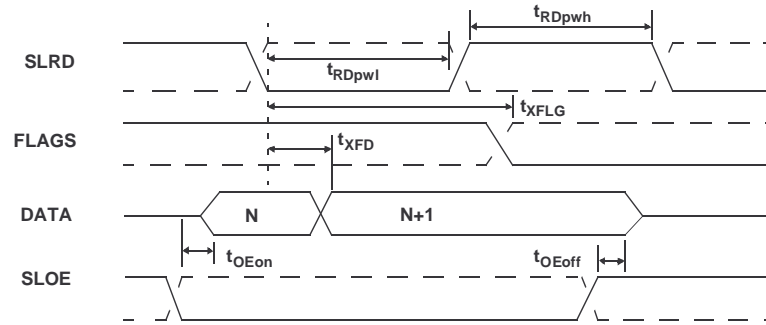 tRDpwh
SLRD
tRDpwl
tXFLG
FLAGS
tXFD
DATA
N
N+1
tOEon
tOEoff
SLOE